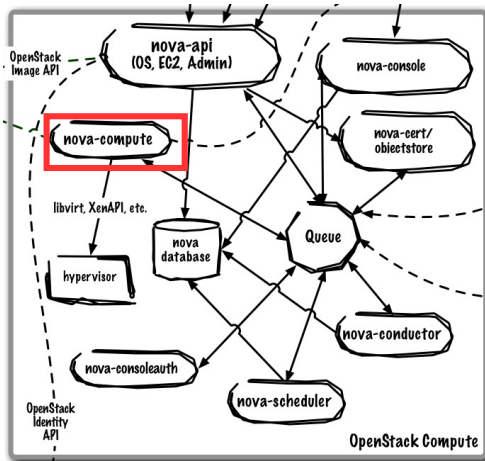 nova-api
(OS, EC2, Admin)
OpenStack
Image API
nova-console
nova-compute
nova-cert/
objectstore
libvirt, XenAPI, etc.
nova
database
Queue
hypervisor
nova-conductor
nova-consoleauth
nova-scheduler
OpenStack
Identity
API
OpenStack Compute